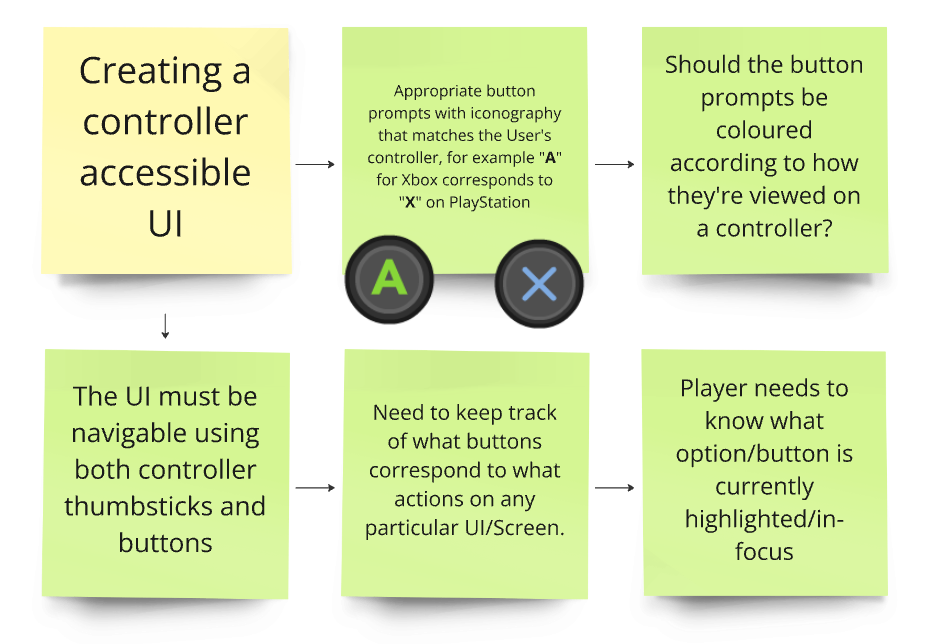 Creating a
controller
accessible
UI
Appropriate button
prompts with iconography
that matches the User's
controller, for example "A"
for Xbox corresponds to
"X" on PlayStation
A
X
Should the button
prompts be
coloured
according to how
they're viewed on
a controller?
The UI must be
navigable using
both controller
thumbsticks and
buttons
Need to keep track
of what buttons
correspond to what
actions on any
particular UI/Screen.
Player needs to
know what
option/button is
currently
highlighted/in-
focus